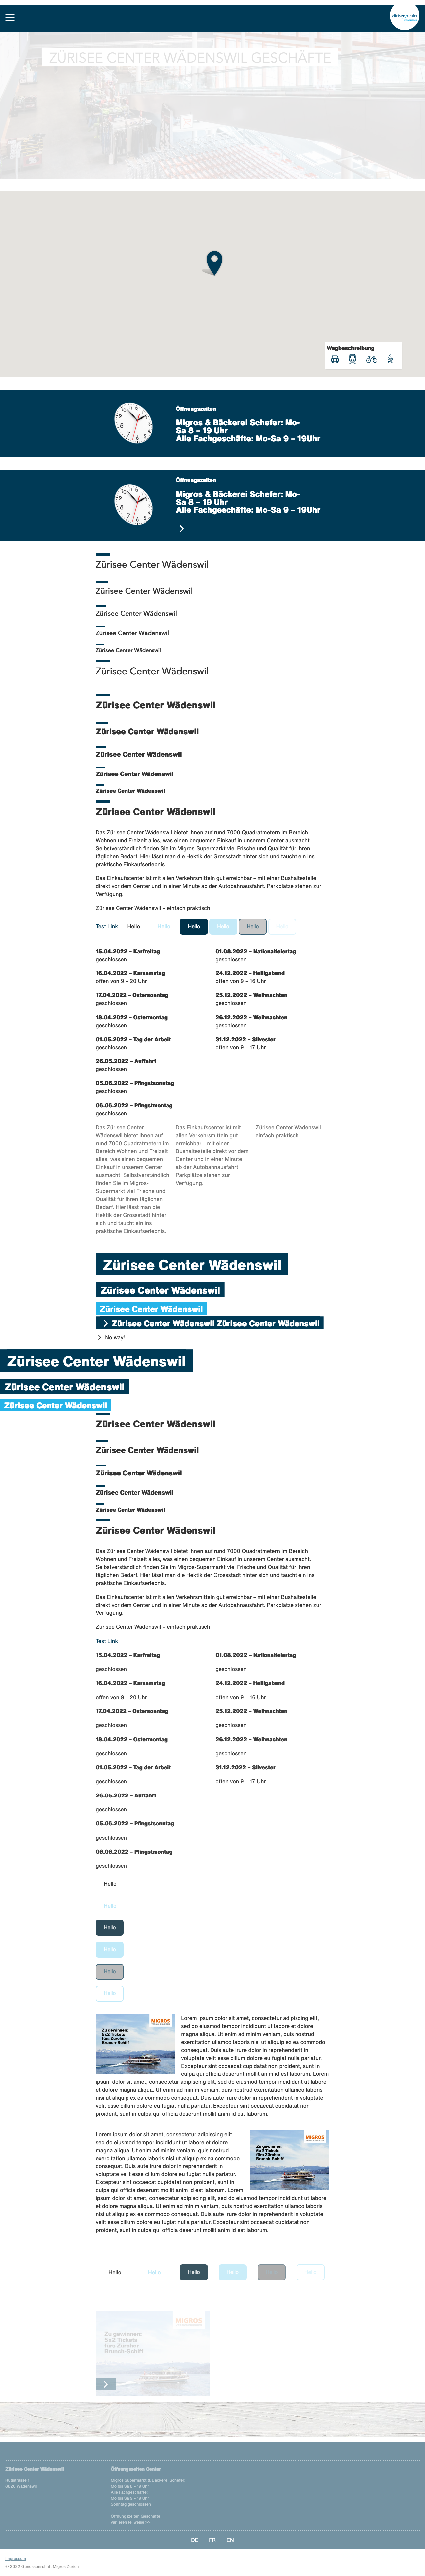 zürisee center
ZÜRISEE CENTER WÄDENSWIL GESCHÄFTE
Wegbeschreibung
Öffnungszeiten
Migros & Bäckerei Schefer: Mo-
Sa 8 – 19 Uhr
Alle Fachgeschäfte: Mo-Sa 9 – 19Uhr
Öffnungszeiten
Migros & Bäckerei Schefer: Mo-
Sa 8 – 19 Uhr
Alle Fachgeschäfte: Mo-Sa 9 – 19Uhr
Zürisee Center Wädenswil
Zürisee Center Wädenswil
Zürisee Center Wädenswil
Zürisee Center Wädenswil
Zürisee Center Wädenswil
Zürisee Center Wädenswil
Zürisee Center Wädenswil
Zürisee Center Wädenswil
Zürisee Center Wädenswil
Zürisee Center Wädenswil
Zürisee Center Wädenswil
Zürisee Center Wädenswil
Das Zürisee Center Wädenswil bietet Ihnen auf rund 7000 Quadratmetern im Bereich
Wohnen und Freizeit alles, was einen bequemen Einkauf in unserem Center ausmacht.
Selbstverständlich finden Sie im Migros-Supermarkt viel Frische und Qualität für Ihren
täglichen Bedarf. Hier lässt man die Hektik der Grossstadt hinter sich und taucht ein ins
praktische Einkaufserlebnis.
Das Einkaufscenter ist mit allen Verkehrsmitteln gut erreichbar – mit einer Bushaltestelle
direkt vor dem Center und in einer Minute ab der Autobahnausfahrt. Parkplätze stehen zur
Verfügung.
Zürisee Center Wädenswil – einfach praktisch
Test Link Hello Hello Hello Hello Hello
15.04.2022 – Karfreitag
geschlossen
16.04.2022 – Karsamstag
offen von 9 – 20 Uhr
17.04.2022 – Ostersonntag
geschlossen
18.04.2022 – Ostermontag
geschlossen
01.05.2022 – Tag der Arbeit
geschlossen
26.05.2022 – Auffahrt
geschlossen
05.06.2022 – Pfingstsonntag
geschlossen
06.06.2022 – Pfingstmontag
geschlossen
01.08.2022 – Nationalfeiertag
geschlossen
24.12.2022 – Heiligabend
offen von 9 – 16 Uhr
25.12.2022 – Weihnachten
geschlossen
26.12.2022 – Weihnachten
geschlossen
31.12.2022 – Silvester
offen von 9 – 17 Uhr
Das Zürisee Center
Wädenswil bietet Ihnen auf
rund 7000 Quadratmetern im
Bereich Wohnen und Freizeit
alles, was einen bequemen
Einkauf in unserem Center
ausmacht. Selbstverständlich
finden Sie im Migros-
Supermarkt viel Frische und
Qualität für Ihren täglichen
Bedarf. Hier lässt man die
Hektik der Grossstadt hinter
sich und taucht ein ins
praktische Einkaufserlebnis.
Das Einkaufscenter ist mit
allen Verkehrsmitteln gut
erreichbar – mit einer
Bushaltestelle direkt vor dem
Center und in einer Minute
ab der Autobahnausfahrt.
Parkplätze stehen zur
Verfügung.
Zürisee Center Wädenswil –
einfach praktisch
Zürisee Center Wädenswil
Zürisee Center Wädenswil
Zürisee Center Wädenswil
Zürisee Center Wädenswil Zürisee Center Wädenswil
No way!
Zürisee Center Wädenswil
Zürisee Center Wädenswil
Zürisee Center Wädenswil
Zürisee Center Wädenswil
Zürisee Center Wädenswil
Zürisee Center Wädenswil
Zürisee Center Wädenswil
Zürisee Center Wädenswil
Zürisee Center Wädenswil
Das Zürisee Center Wädenswil bietet Ihnen auf rund 7000 Quadratmetern im Bereich
Wohnen und Freizeit alles, was einen bequemen Einkauf in unserem Center ausmacht.
Selbstverständlich finden Sie im Migros-Supermarkt viel Frische und Qualität für Ihren
täglichen Bedarf. Hier lässt man die Hektik der Grossstadt hinter sich und taucht ein ins
praktische Einkaufserlebnis.
Das Einkaufscenter ist mit allen Verkehrsmitteln gut erreichbar – mit einer Bushaltestelle
direkt vor dem Center und in einer Minute ab der Autobahnausfahrt. Parkplätze stehen zur
Verfügung.
Zürisee Center Wädenswil – einfach praktisch
Test Link
15.04.2022 – Karfreitag
geschlossen
16.04.2022 – Karsamstag
offen von 9 – 20 Uhr
17.04.2022 – Ostersonntag
geschlossen
18.04.2022 – Ostermontag
geschlossen
01.05.2022 – Tag der Arbeit
geschlossen
26.05.2022 – Auffahrt
geschlossen
05.06.2022 – Pfingstsonntag
geschlossen
06.06.2022 – Pfingstmontag
geschlossen
01.08.2022 – Nationalfeiertag
geschlossen
24.12.2022 – Heiligabend
offen von 9 – 16 Uhr
25.12.2022 – Weihnachten
geschlossen
26.12.2022 – Weihnachten
geschlossen
31.12.2022 – Silvester
offen von 9 – 17 Uhr
Hello
Hello
Hello
Hello
Hello
Hello
MIGROS
Zu gewinnen:
5x2 Tickets
fürs Zürcher
Brunch-Schiff
Lorem ipsum dolor sit amet, consectetur adipiscing elit,
sed do eiusmod tempor incididunt ut labore et dolore
magna aliqua. Ut enim ad minim veniam, quis nostrud
exercitation ullamco laboris nisi ut aliquip ex ea commodo
consequat. Duis aute irure dolor in reprehenderit in
voluptate velit esse cillum dolore eu fugiat nulla pariatur.
Excepteur sint occaecat cupidatat non proident, sunt in
culpa qui officia deserunt mollit anim id est laborum. Lorem
ipsum dolor sit amet, consectetur adipiscing elit, sed do eiusmod tempor incididunt ut labore
et dolore magna aliqua. Ut enim ad minim veniam, quis nostrud exercitation ullamco laboris
nisi ut aliquip ex ea commodo consequat. Duis aute irure dolor in reprehenderit in voluptate
velit esse cillum dolore eu fugiat nulla pariatur. Excepteur sint occaecat cupidatat non
proident, sunt in culpa qui officia deserunt mollit anim id est laborum.
Lorem ipsum dolor sit amet, consectetur adipiscing elit,
sed do eiusmod tempor incididunt ut labore et dolore
magna aliqua. Ut enim ad minim veniam, quis nostrud
exercitation ullamco laboris nisi ut aliquip ex ea commodo
consequat. Duis aute irure dolor in reprehenderit in
voluptate velit esse cillum dolore eu fugiat nulla pariatur.
Excepteur sint occaecat cupidatat non proident, sunt in
culpa qui officia deserunt mollit anim id est laborum. Lorem
ipsum dolor sit amet, consectetur adipiscing elit, sed do eiusmod tempor incididunt ut labore
et dolore magna aliqua. Ut enim ad minim veniam, quis nostrud exercitation ullamco laboris
nisi ut aliquip ex ea commodo consequat. Duis aute irure dolor in reprehenderit in voluptate
velit esse cillum dolore eu fugiat nulla pariatur. Excepteur sint occaecat cupidatat non
proident, sunt in culpa qui officia deserunt mollit anim id est laborum.
MIGROS
Zu gewinnen:
5x2 Tickets
fürs Zürcher
Brunch-Schiff
Hello Hello Hello Hello
MIGROS
Zu gewinnen:
5x2 Tickets
fürs Zürcher
Brunch-Schiff
Zürisee Center Wädenswil
8820 Wädenswil
Öffnungszeiten Center
Migros Supermarkt & Bäckerei Schefer:
Mo bis Sa 8 – 19 Uhr
Alle Fachgeschäfte:
Mo bis Sa 9 – 19 Uhr
Sonntag geschlossen
Öffnungszeiten Geschäfte
DE FR EN
Impressum
© 2022 Genossenschaft Migros Zürich